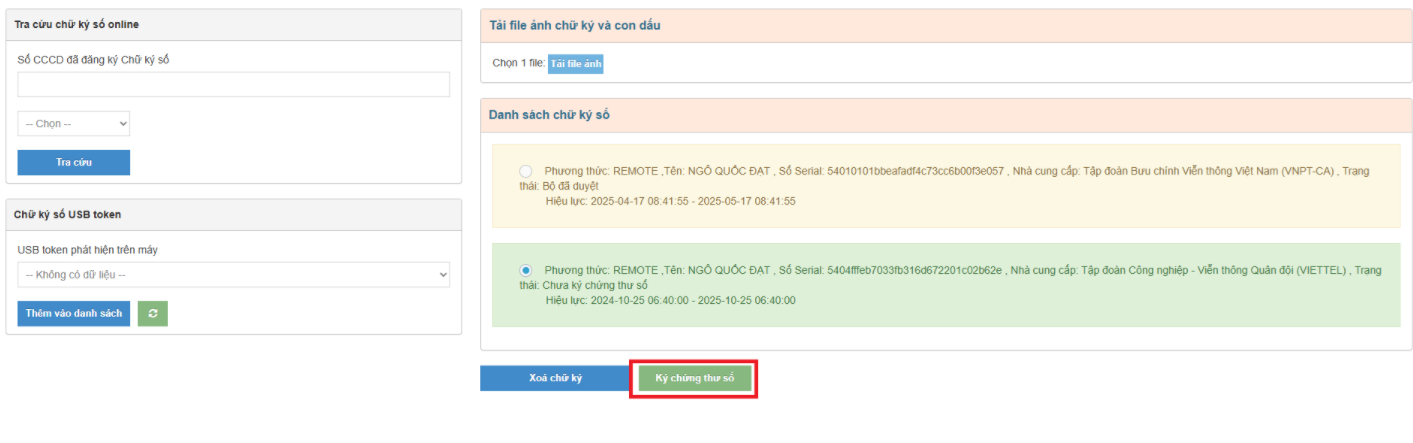 Tra cứu chữ ký số online
Số CCCD đã đăng ký Chữ ký số
-- Chọn --
Tra cứu
Chữ ký số USB token
USB token phát hiện trên máy
-- Không có dữ liệu --
Thêm vào danh sách
Tải file ảnh chữ ký và con dấu
Chọn 1 file: Tải file ảnh
Danh sách chữ ký số
Phương thức: REMOTE ,Tên: NGÔ QUỐC ĐẠT , Số Serial: 54010101bbeafadf4c73cc6b00f3e057 , Nhà cung cấp: Tập đoàn Bưu chính Viễn thông Việt Nam (VNPT-CA) , Trạng
thái: Bộ đã duyệt
Hiệu lực: 2025-04-17 08:41:55 - 2025-05-17 08:41:55
Phương thức: REMOTE ,Tên: NGÔ QUỐC ĐẠT , Số Serial: 5404fffeb7033fb316d672201c02b62e , Nhà cung cấp: Tập đoàn Công nghiệp - Viễn thông Quân đội (VIETTEL) , Trạng
thái: Chưa ký chứng thư số
Hiệu lực: 2024-10-25 06:40:00 - 2025-10-25 06:40:00
Xoá chữ ký
Ký chứng thư số